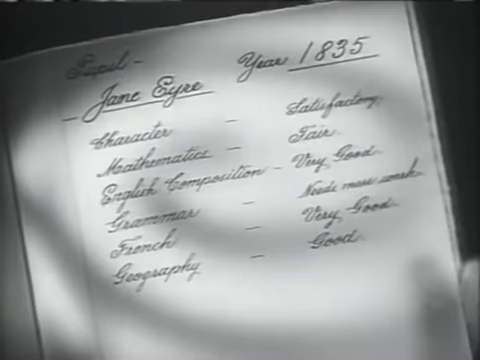 Pupil -
Jane Eyre Year 1835
Character - Satisfactory
Mathematics - Fair
English Composition - Very Good
Grammar - Needs more work
French - Very Good
Geography - Good